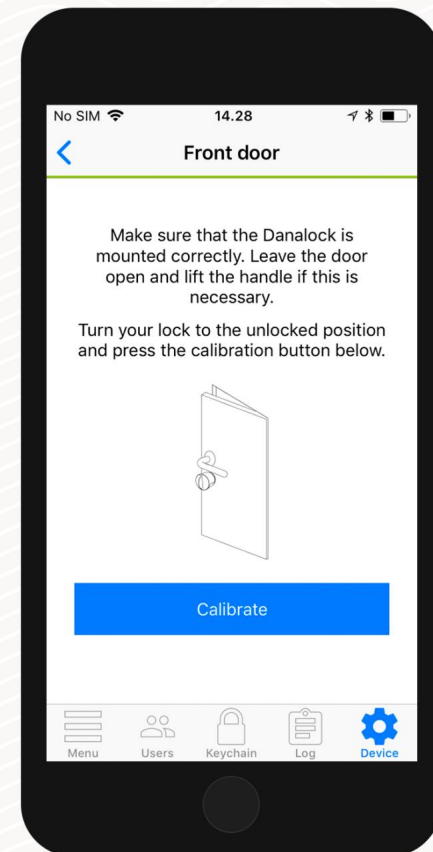 No SIM 14.28
Front door
Make sure that the Danalock is
mounted correctly. Leave the door
open and lift the handle if this is
necessary.
Turn your lock to the unlocked position
and press the calibration button below.
Calibrate
Menu Users Keychain Log Device